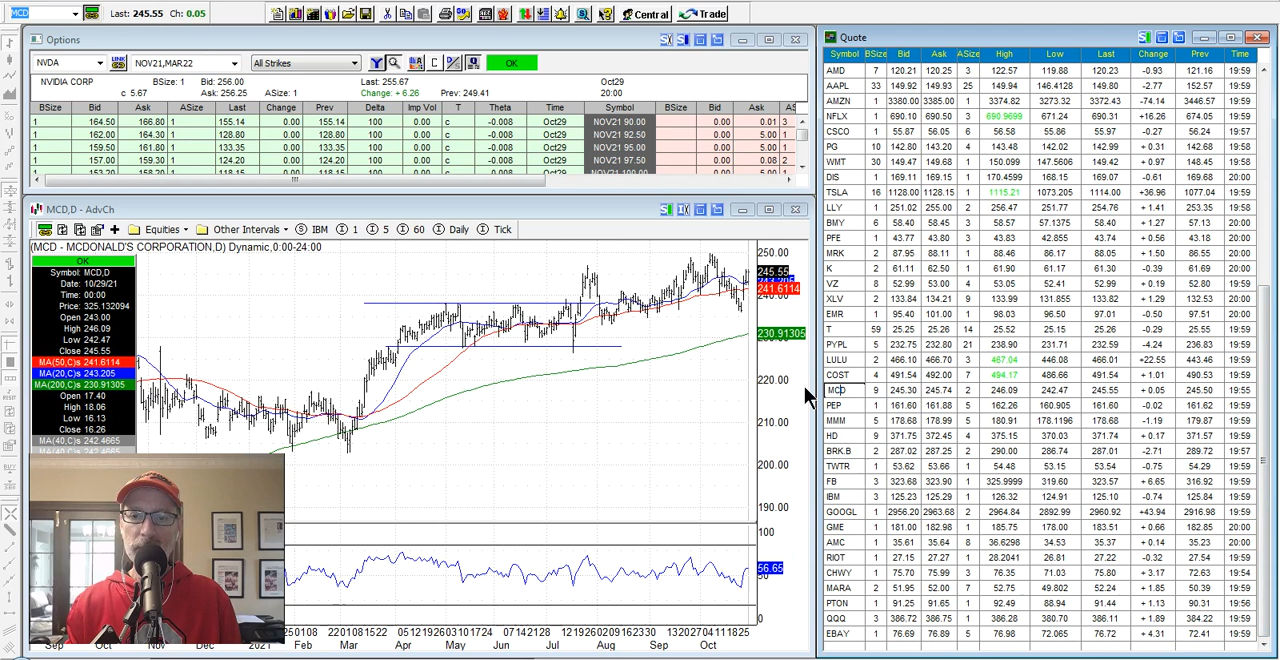 MCD Last: 245.55 Ch: 0.05 Central Trade
Options
NVDA NOV21,MAR22 All Strikes C OK
NVIDIA CORP BSize: 1 Bid: 256.00 Last: 255.67 Oct29
c 5.67 Ask: 256.25 ASize: 1 Change: + 6.26 Prev: 249.41 20:00
BSize Bid Ask Last Change Prev Delta Imp Vol T Theta Time Symbol BSize Bid Ask AS
1 164.50 166.80 155.14 0.00 155.14 100 0.00 c -0.008 Oct29 NOV21 90.00 0.00 0.01 3
1 162.00 164.30 128.80 0.00 128.80 100 0.00 c -0.008 Oct29 NOV21 92.50 0.00 5.00 1
1 159.50 161.80 133.35 0.00 133.35 100 0.00 c -0.008 Oct29 NOV21 95.00 0.00 5.00 1
1 157.00 159.30 124.20 0.00 124.20 100 0.00 c -0.008 Oct29 NOV21 97.50 0.00 0.08 2
MCD,D - AdvCh
Equities Other Intervals IBM 1 5 60 Daily Tick
(MCD - MCDONALD'S CORPORATION,D) Dynamic,0:00-24:00
OK
Symbol: MCD,D
Date: 10/29/21
Time: 00:00
Price: 325.132094
Open 243.00
High 246.09
Low 242.47
Close 245.55
MA(50,C)s 241.6114
MA(20,C)s 243.205
MA(200,C)s 230.91305
Open 17.40
High 18.06
Low 16.13
Close 16.26
MA(40,C)s 242.4665
250.00
245.55
241.6114
240.00
230.91305
220.00
210.00
200.00
190.00
100
56.65
50
0
Sep Oct Nov Dec 2021 Feb Mar Apr May Jun Jul Aug Sep Oct
Quote
Symbol BSize Bid Ask ASize High Low Last Change Prev Time
AMD 7 120.21 120.25 3 122.57 119.88 120.23 -0.93 121.16 19:59
AAPL 33 149.92 149.93 25 149.94 146.4128 149.80 -2.77 152.57 19:59
AMZN 1 3380.00 3385.00 1 3374.82 3273.32 3372.43 -74.14 3446.57 19:59
NFLX 1 690.10 690.50 3 690.9699 671.24 690.31 +16.26 674.05 19:59
CSCO 1 55.87 56.05 6 56.58 55.86 55.97 -0.27 56.24 19:57
PG 10 142.80 143.20 4 143.48 142.02 142.99 + 0.31 142.68 19:58
WMT 30 149.47 149.68 1 150.099 147.5606 149.42 + 0.97 148.45 19:58
DIS 1 169.11 169.15 1 170.4599 168.15 169.07 -0.61 169.68 20:00
TSLA 16 1128.00 1128.15 1 1115.21 1073.205 1114.00 +36.96 1077.04 19:59
LLY 1 251.02 255.00 2 256.47 251.77 254.76 + 1.41 253.35 19:58
BMY 6 58.40 58.45 3 58.57 57.1375 58.40 + 1.27 57.13 20:00
PFE 1 43.77 43.80 3 43.83 42.855 43.74 + 0.56 43.18 20:00
MRK 2 87.95 88.11 5 88.46 86.17 88.05 + 1.50 86.55 20:00
K 2 61.11 62.50 1 61.90 61.17 61.30 -0.39 61.69 20:00
VZ 8 52.99 53.00 4 53.05 52.41 52.99 + 0.19 52.80 19:59
XLV 2 133.84 134.21 9 133.99 131.855 133.82 + 1.29 132.53 20:00
EMR 1 95.40 101.00 1 98.03 96.50 97.01 -0.50 97.51 20:00
T 59 25.25 25.26 14 25.52 25.15 25.26 -0.29 25.55 19:59
PYPL 5 232.75 232.80 21 238.90 231.71 232.59 -4.24 236.83 19:59
LULU 2 466.10 466.70 3 467.04 446.08 466.01 +22.55 443.46 19:59
COST 4 491.54 492.00 7 494.17 486.66 491.54 + 1.01 490.53 19:59
MCD 9 245.30 245.74 2 246.09 242.47 245.55 + 0.05 245.50 19:55
PEP 1 161.60 161.88 5 162.26 160.905 161.60 -0.02 161.62 19:59
MMM 5 178.68 178.99 5 180.91 178.1196 178.68 -1.19 179.87 19:59
HD 9 371.75 372.45 4 375.15 370.03 371.74 + 0.17 371.57 19:59
BRK.B 2 287.02 287.25 2 290.00 286.74 287.01 -2.71 289.72 19:57
TWTR 1 53.62 53.66 1 54.48 53.15 53.54 -0.75 54.29 19:59
FB 3 323.53 323.60 1 325.9999 319.60 323.57 + 6.65 316.92 19:59
IBM 3 125.23 125.29 5 126.32 124.91 125.10 -0.74 125.84 19:59
GOOGL 1 2956.20 2963.68 2 2964.84 2892.99 2960.92 +43.94 2916.98 19:59
GME 1 181.00 182.98 1 185.75 178.00 183.51 + 0.66 182.85 20:00
AMC 1 35.61 35.64 8 36.6298 34.53 35.37 + 0.14 35.23 20:00
RIOT 1 27.15 27.27 1 28.2041 26.81 27.22 -0.32 27.54 19:59
CHWY 1 75.70 75.99 3 76.35 71.03 75.80 + 3.17 72.63 19:54
MARA 2 51.95 52.00 7 52.75 50.802 52.24 + 1.85 50.39 19:59
PTON 1 91.25 91.65 1 92.49 88.94 91.44 + 1.13 90.31 19:56
QQQ 3 386.72 386.75 1 386.28 380.70 386.11 + 1.89 384.22 19:59
EBAY 1 76.69 76.89 5 76.98 72.065 76.72 + 4.31 72.41 19:59